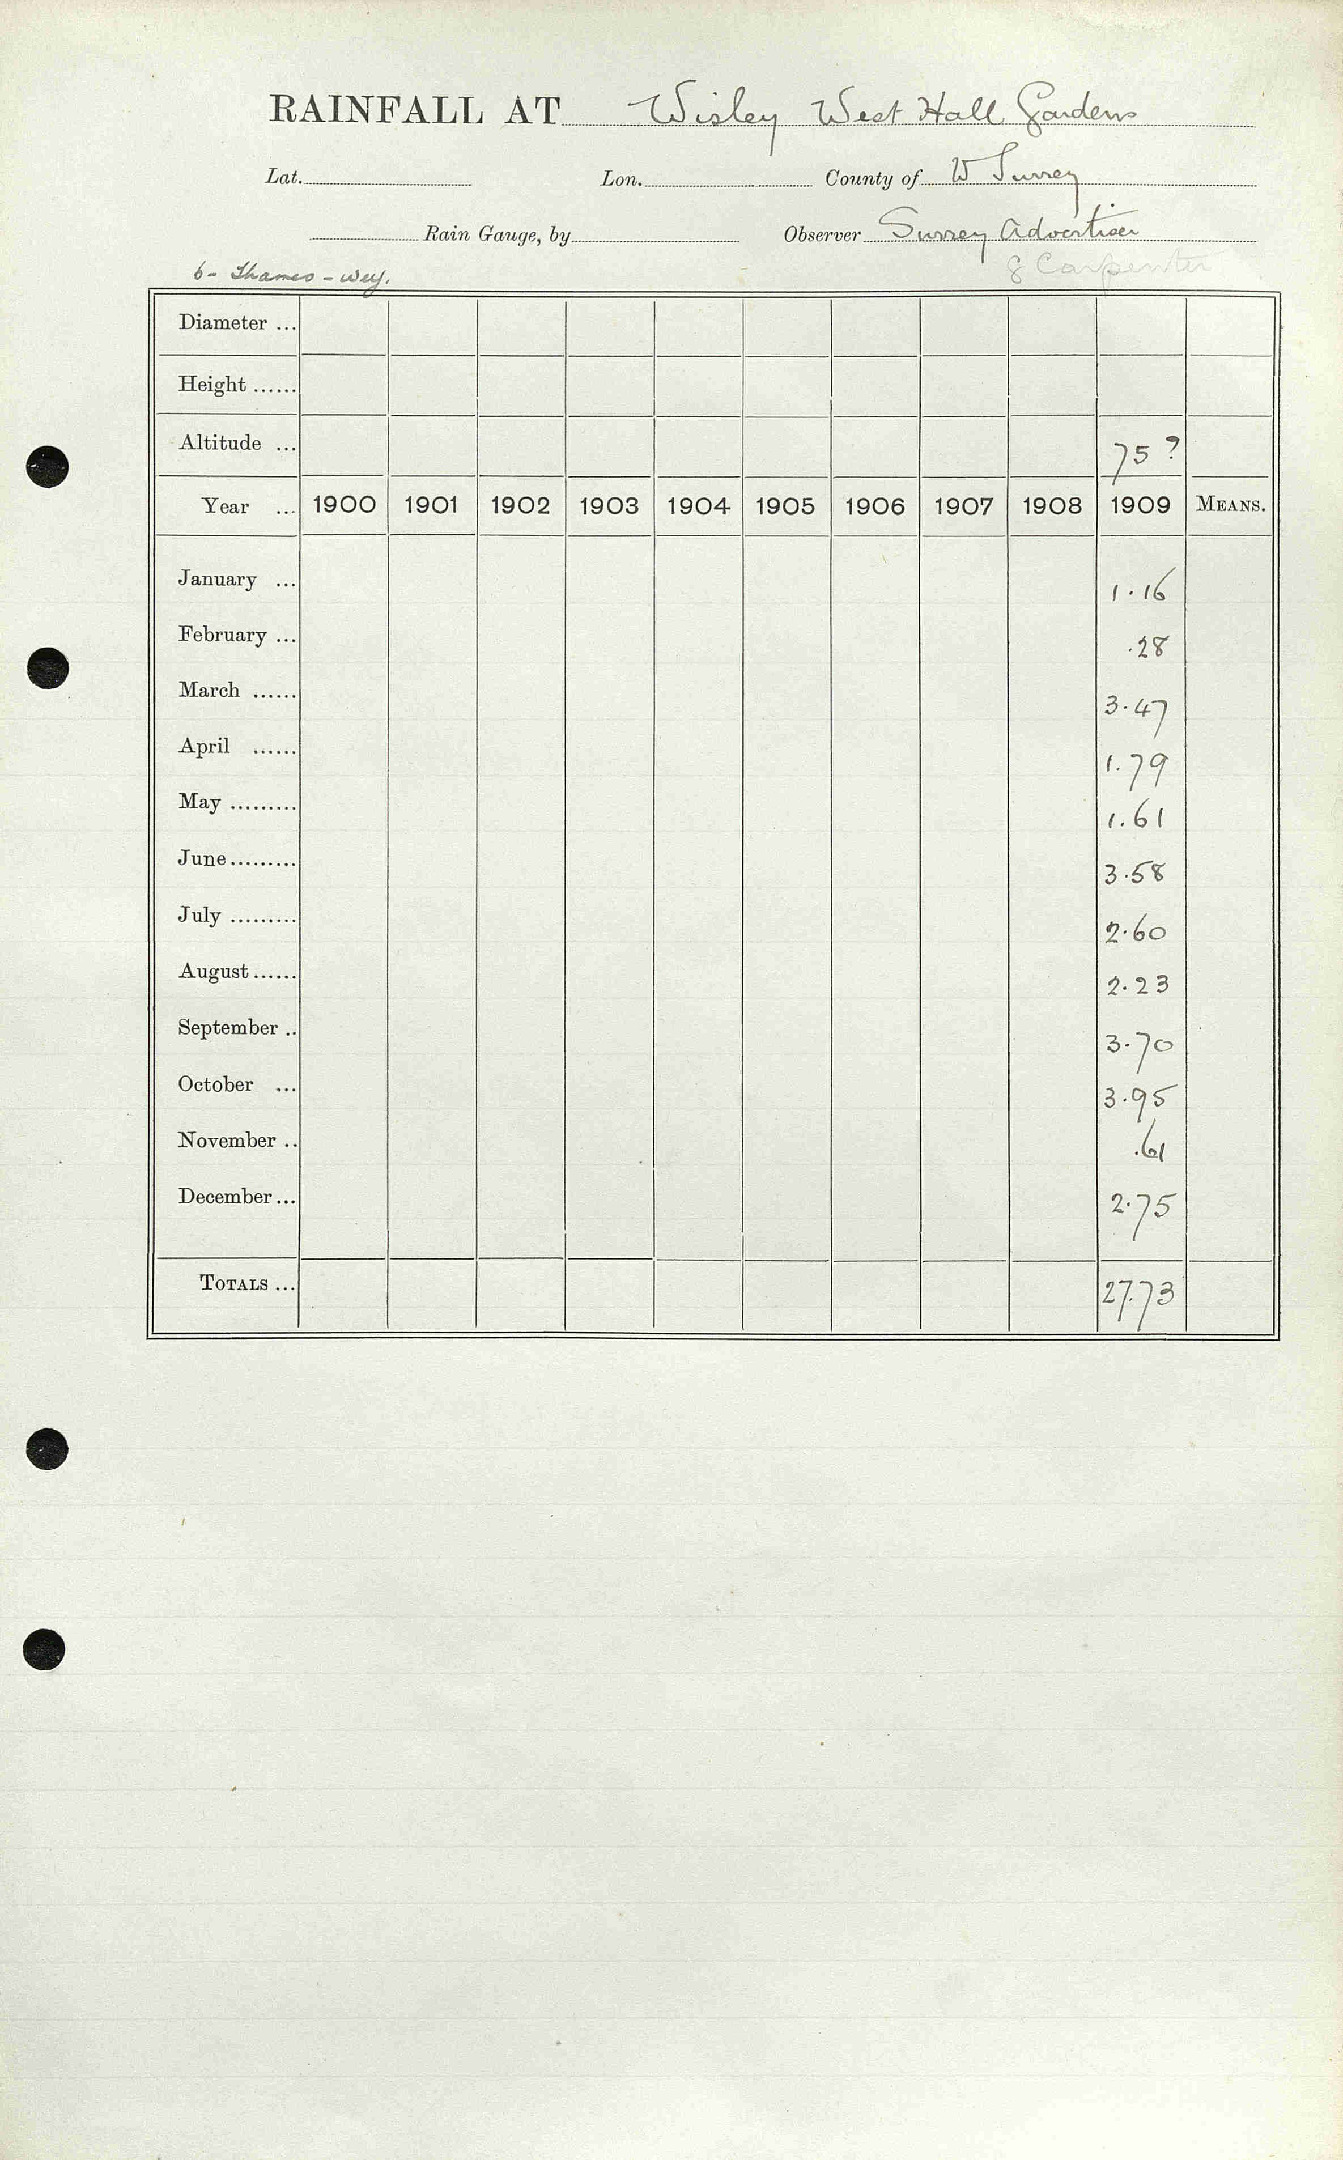 RAINFALL AT Wisley West Hall Gardens
Lat. Lon. County of W Surrey
Rain Gauge, by Observer Surrey Advertiser
Carpenter
6 - Thames - Wey.
Diameter ...
Height ......
Altitude ... 75 ?
Year ... 1900 1901 1902 1903 1904 1905 1906 1907 1908 1909 MEANS.
January ... 1.16
February ... .28
March ...... 3.47
April ...... 1.79
May ......... 1.61
June ......... 3.58
July ......... 2.60
August ...... 2.23
September .. 3.70
October ... 3.95
November .. .61
December ... 2.75
TOTALS ... 27.73